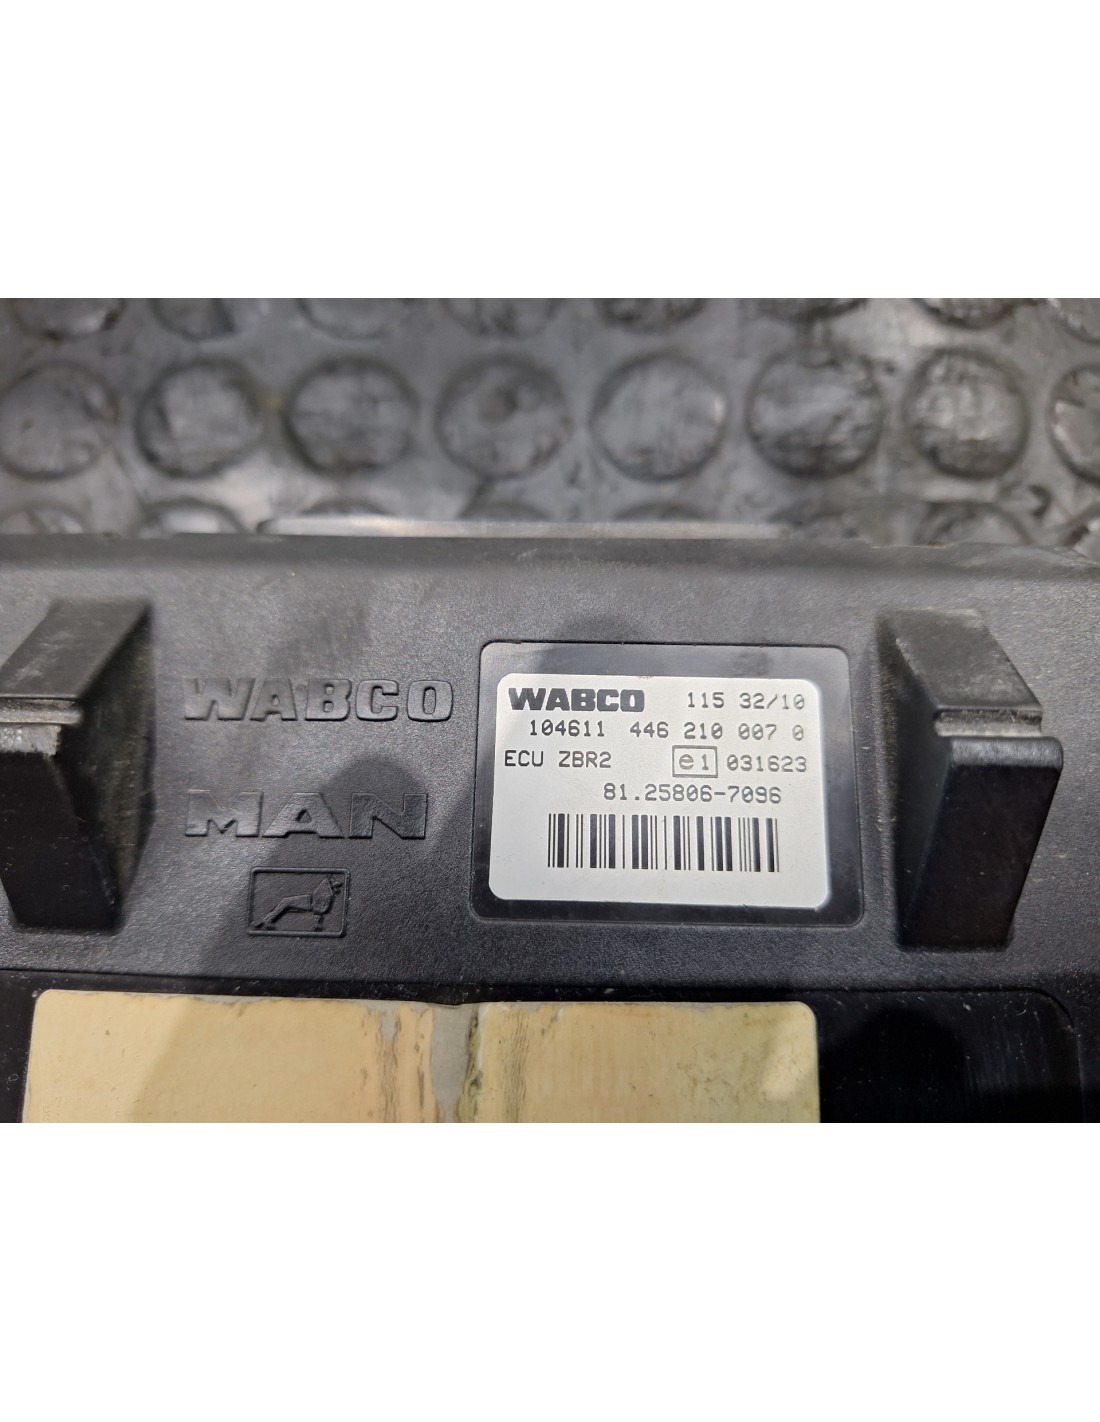 WABCO
MAN
WABCO 115 32/10
104611 446 210 007 0
ECU ZBR2 e1 031623
81.25806-7096